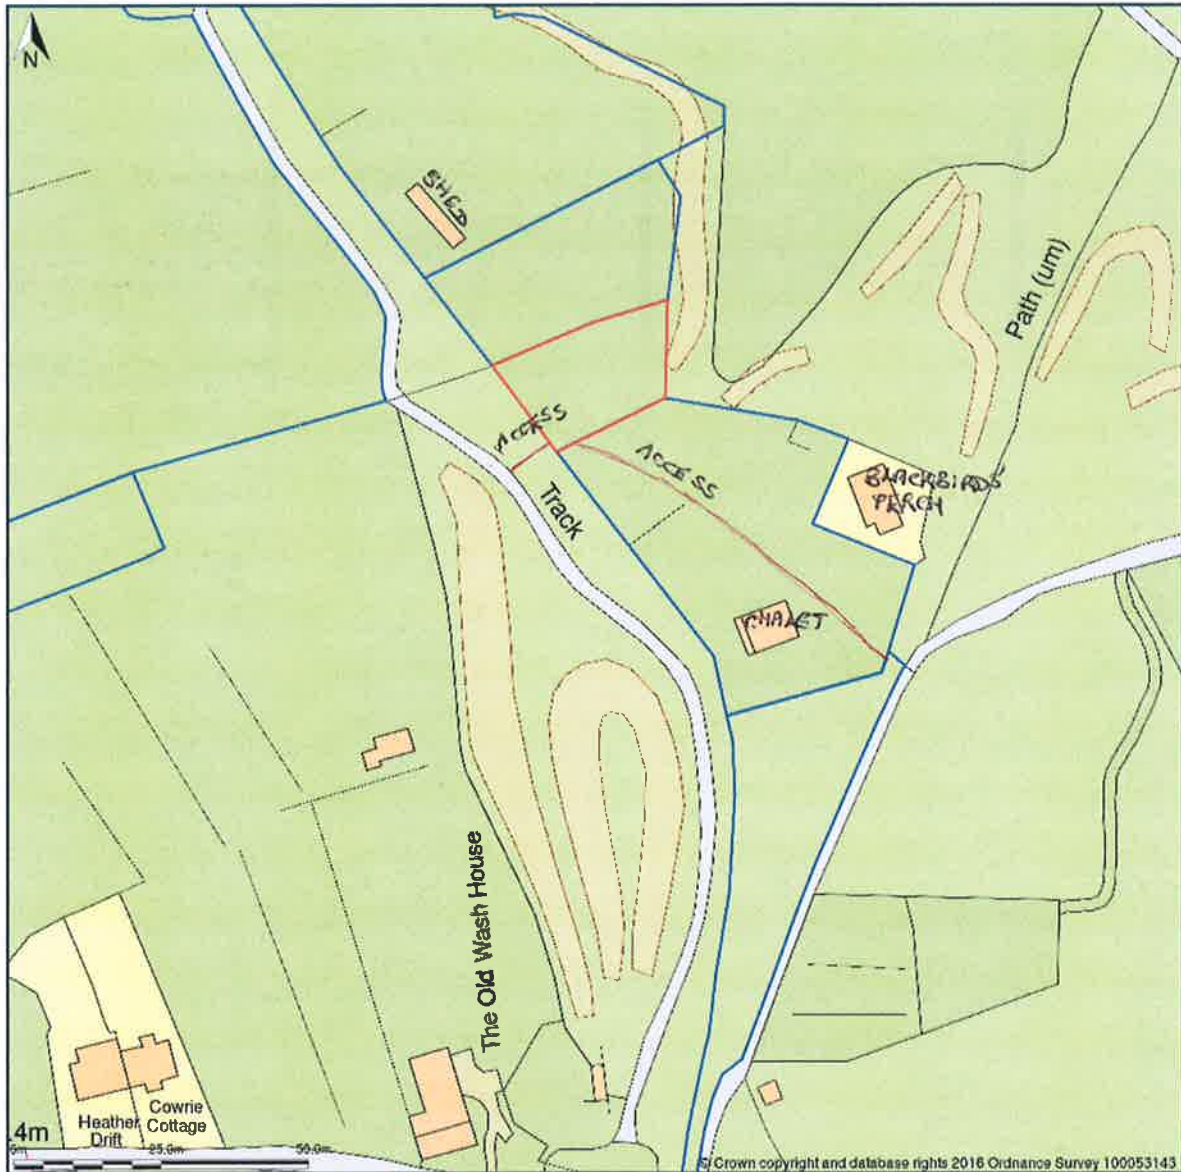 N
SHED
Path (um)
ACCESS
ACCESS
BLACKBIRDS'
PERCH
Track
CHALET
The Old Wash House
Cowrie
Cottage
Heather
Drift
.4m
25.0m
50.0m
© Crown copyright and database rights 2016 Ordnance Survey 100053143